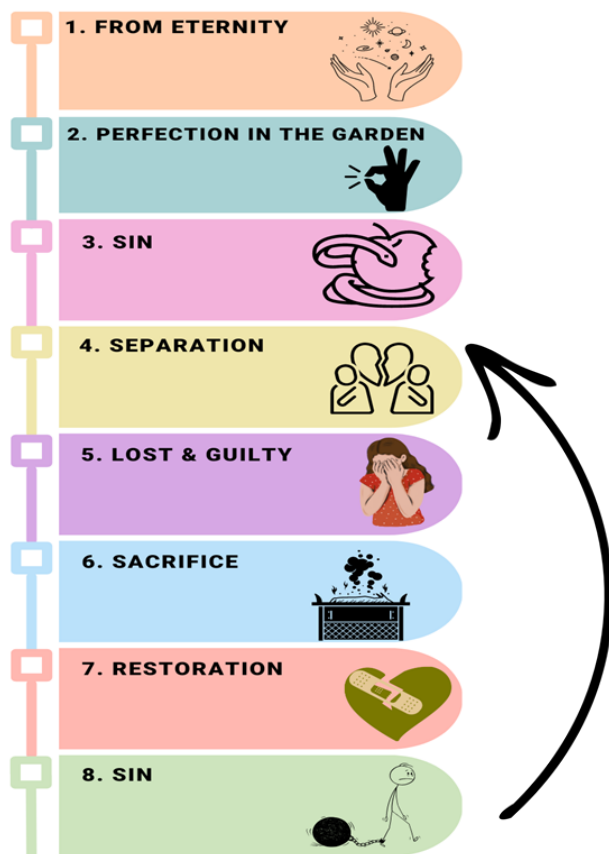 1. FROM ETERNITY
2. PERFECTION IN THE GARDEN
3. SIN
4. SEPARATION
5. LOST & GUILTY
6. SACRIFICE
7. RESTORATION
8. SIN